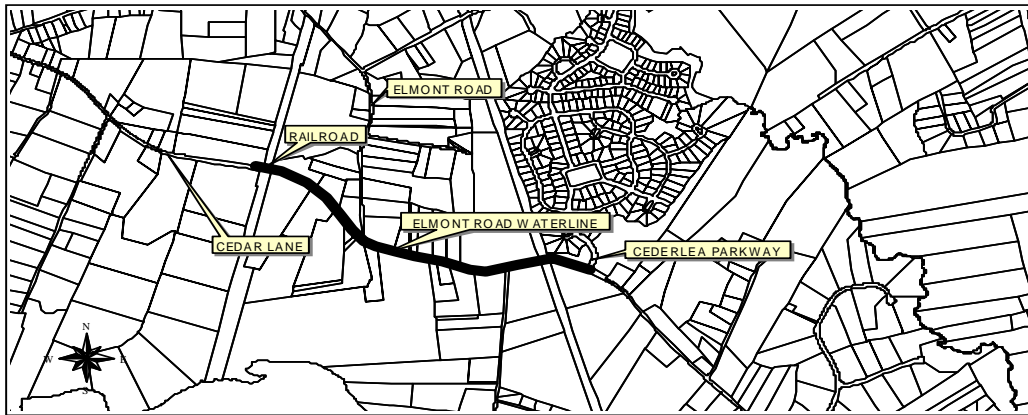 ELMONT ROAD
RAILROAD
ELMONT ROAD WATERLINE
CEDAR LANE
CEDERLEA PARKWAY
N
W E
S